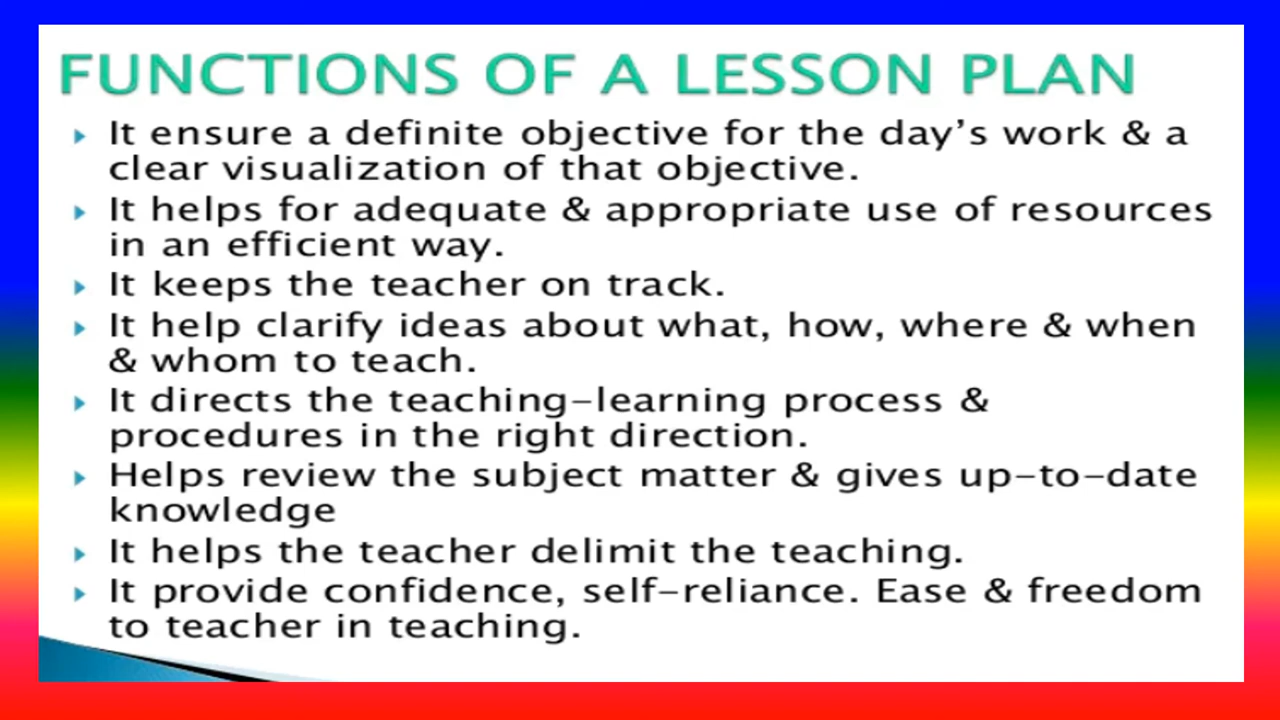 FUNCTIONS OF A LESSON PLAN
It ensure a definite objective for the day's work & a
clear visualization of that objective.
It helps for adequate & appropriate use of resources
in an efficient way.
It keeps the teacher on track.
It help clarify ideas about what, how, where & when
& whom to teach.
It directs the teaching-learning process &
procedures in the right direction.
Helps review the subject matter & gives up-to-date
knowledge
It helps the teacher delimit the teaching.
It provide confidence, self-reliance. Ease & freedom
to teacher in teaching.